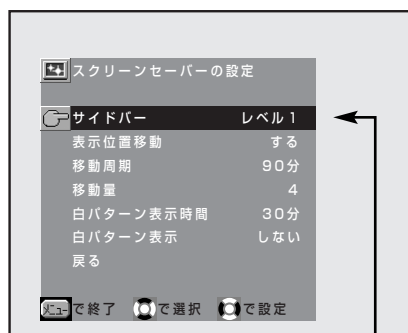 スクリーンセーバーの設定
サイドバー レベル1
表示位置移動 する
移動周期 90分
移動量 4
白パターン表示時間 30分
白パターン表示 しない
戻る
メニューで終了 で選択 で設定